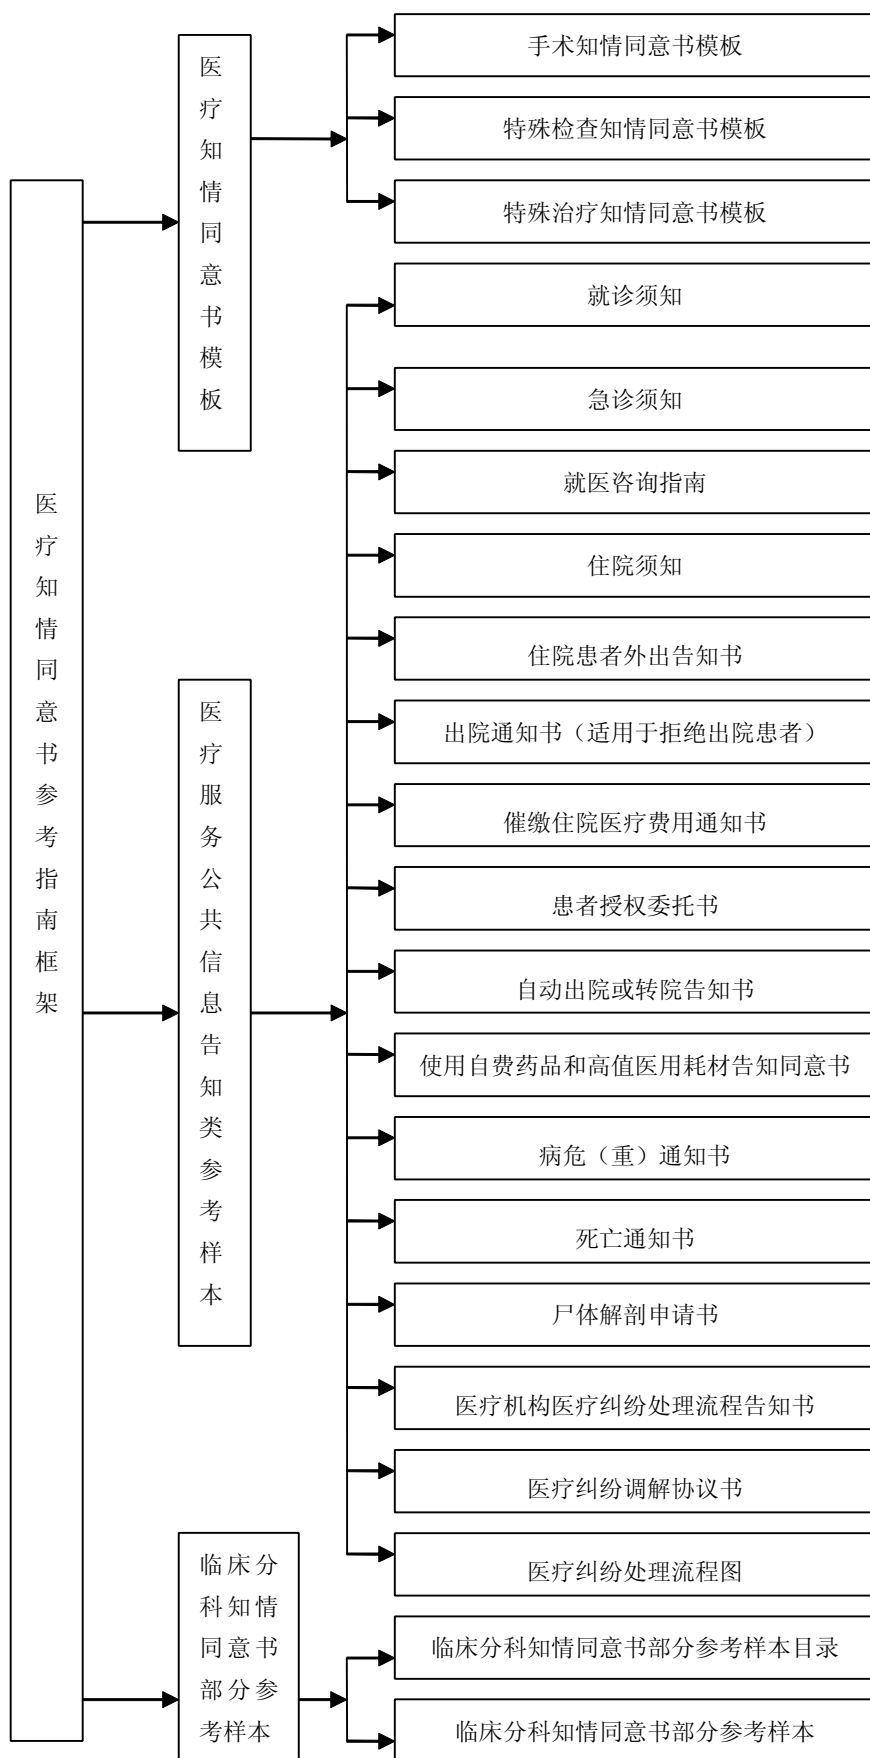 医疗知情同意书参考指南框架
医疗知情同意书模板
手术知情同意书模板
特殊检查知情同意书模板
特殊治疗知情同意书模板
医疗服务公共信息告知类参考样本
就诊须知
急诊须知
就医咨询指南
住院须知
住院患者外出告知书
出院通知书（适用于拒绝出院患者）
催缴住院医疗费用通知书
患者授权委托书
自动出院或转院告知书
使用自费药品和高值医用耗材告知同意书
病危（重）通知书
死亡通知书
尸体解剖申请书
医疗机构医疗纠纷处理流程告知书
医疗纠纷调解协议书
医疗纠纷处理流程图
临床分
科知情
同意书
部分参
考样本
临床分科知情同意书部分参考样本目录
临床分科知情同意书部分参考样本